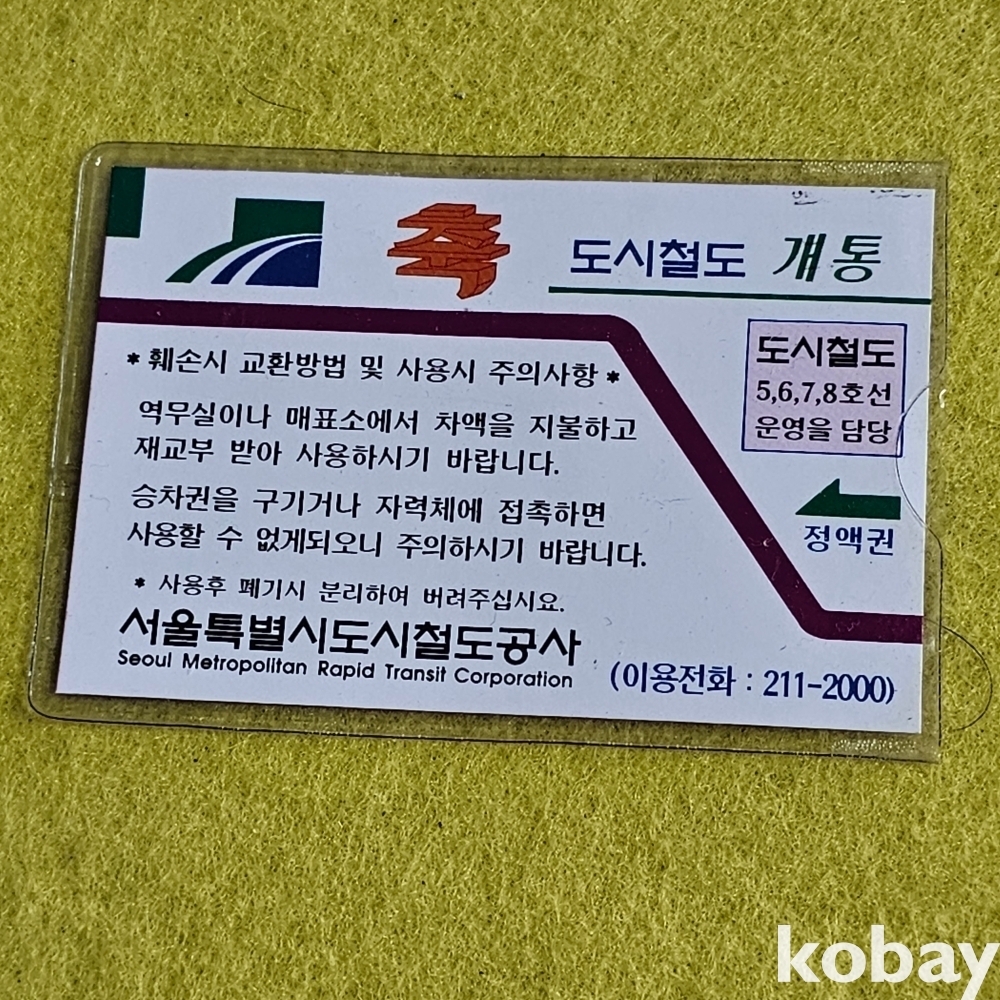 축 도시철도 개통
* 훼손시 교환방법 및 사용시 주의사항 *
역무실이나 매표소에서 차액을 지불하고
재교부 받아 사용하시기 바랍니다.
승차권을 구기거나 자력체에 접촉하면
사용할 수 없게되오니 주의하시기 바랍니다.
* 사용후 폐기시 분리하여 버려주십시요.
서울특별시도시철도공사
Seoul Metropolitan Rapid Transit Corporation
도시철도
5,6,7,8호선
운영을 담당
정액권
(이용전화 : 211-2000)
kobay